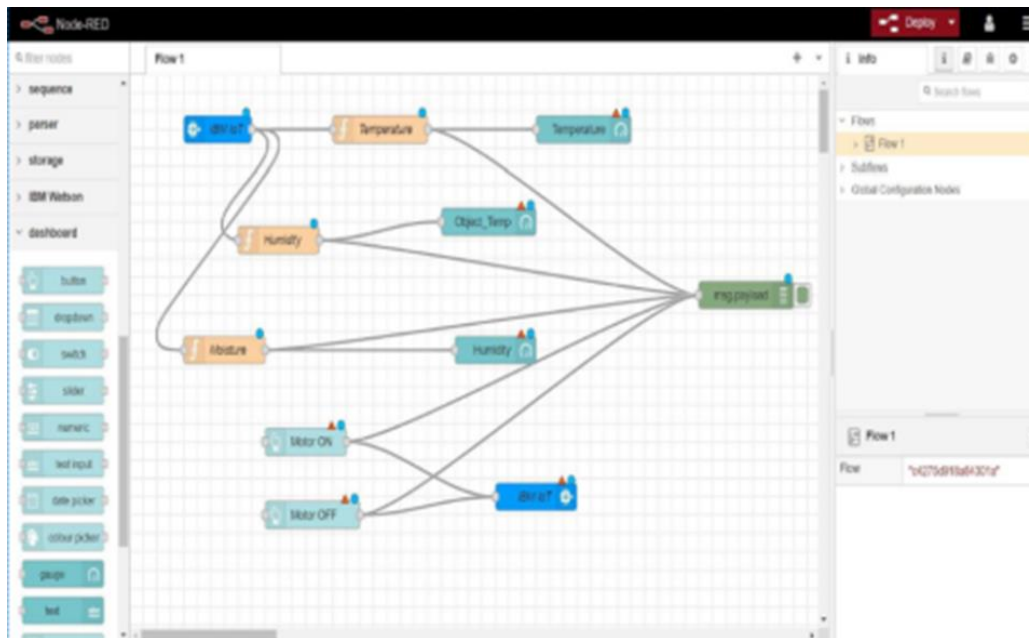 Node-RED
Deploy
filter nodes
Flow 1
info
Search flows
sequence
parser
storage
IBM Watson
dashboard
button
dropdown
switch
slider
numeric
text input
date picker
colour picker
gauge
text
IBM IoT
Temperature
Temperature
Humidity
Object_Temp
msg.payload
Moisture
Humidity
Motor ON
IBM IoT
Motor OFF
Flows
Flow 1
Subflows
Global Configuration Nodes
Flow 1
Flow